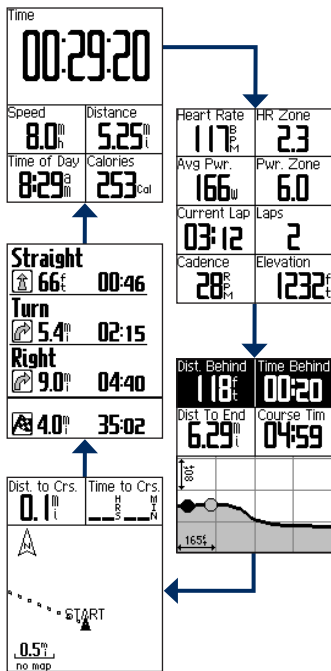 Time
00:29:20
Speed Distance
8.0 mh 5.25 mi
Time of Day Calories
8:29 am 253 Cal
Heart Rate HR Zone
117 BPM 2.3
Avg Pwr. Pwr. Zone
166w 6.0
Current Lap Laps
03:12 2
Cadence Elevation
28 RPM 1232 ft
Straight
66 ft 00:46
Turn
5.4 mi 02:15
Right
9.0 mi 04:40
4.0 mi 35:02
Dist. Behind Time Behind
118 ft 00:20
Dist To End Course Tim
6.29 mi 04:59
80 ft
165 ft
Dist. to Crs. Time to Crs.
0.1 mi __ HRS __ MIN
N
START
0.5 mi
no map